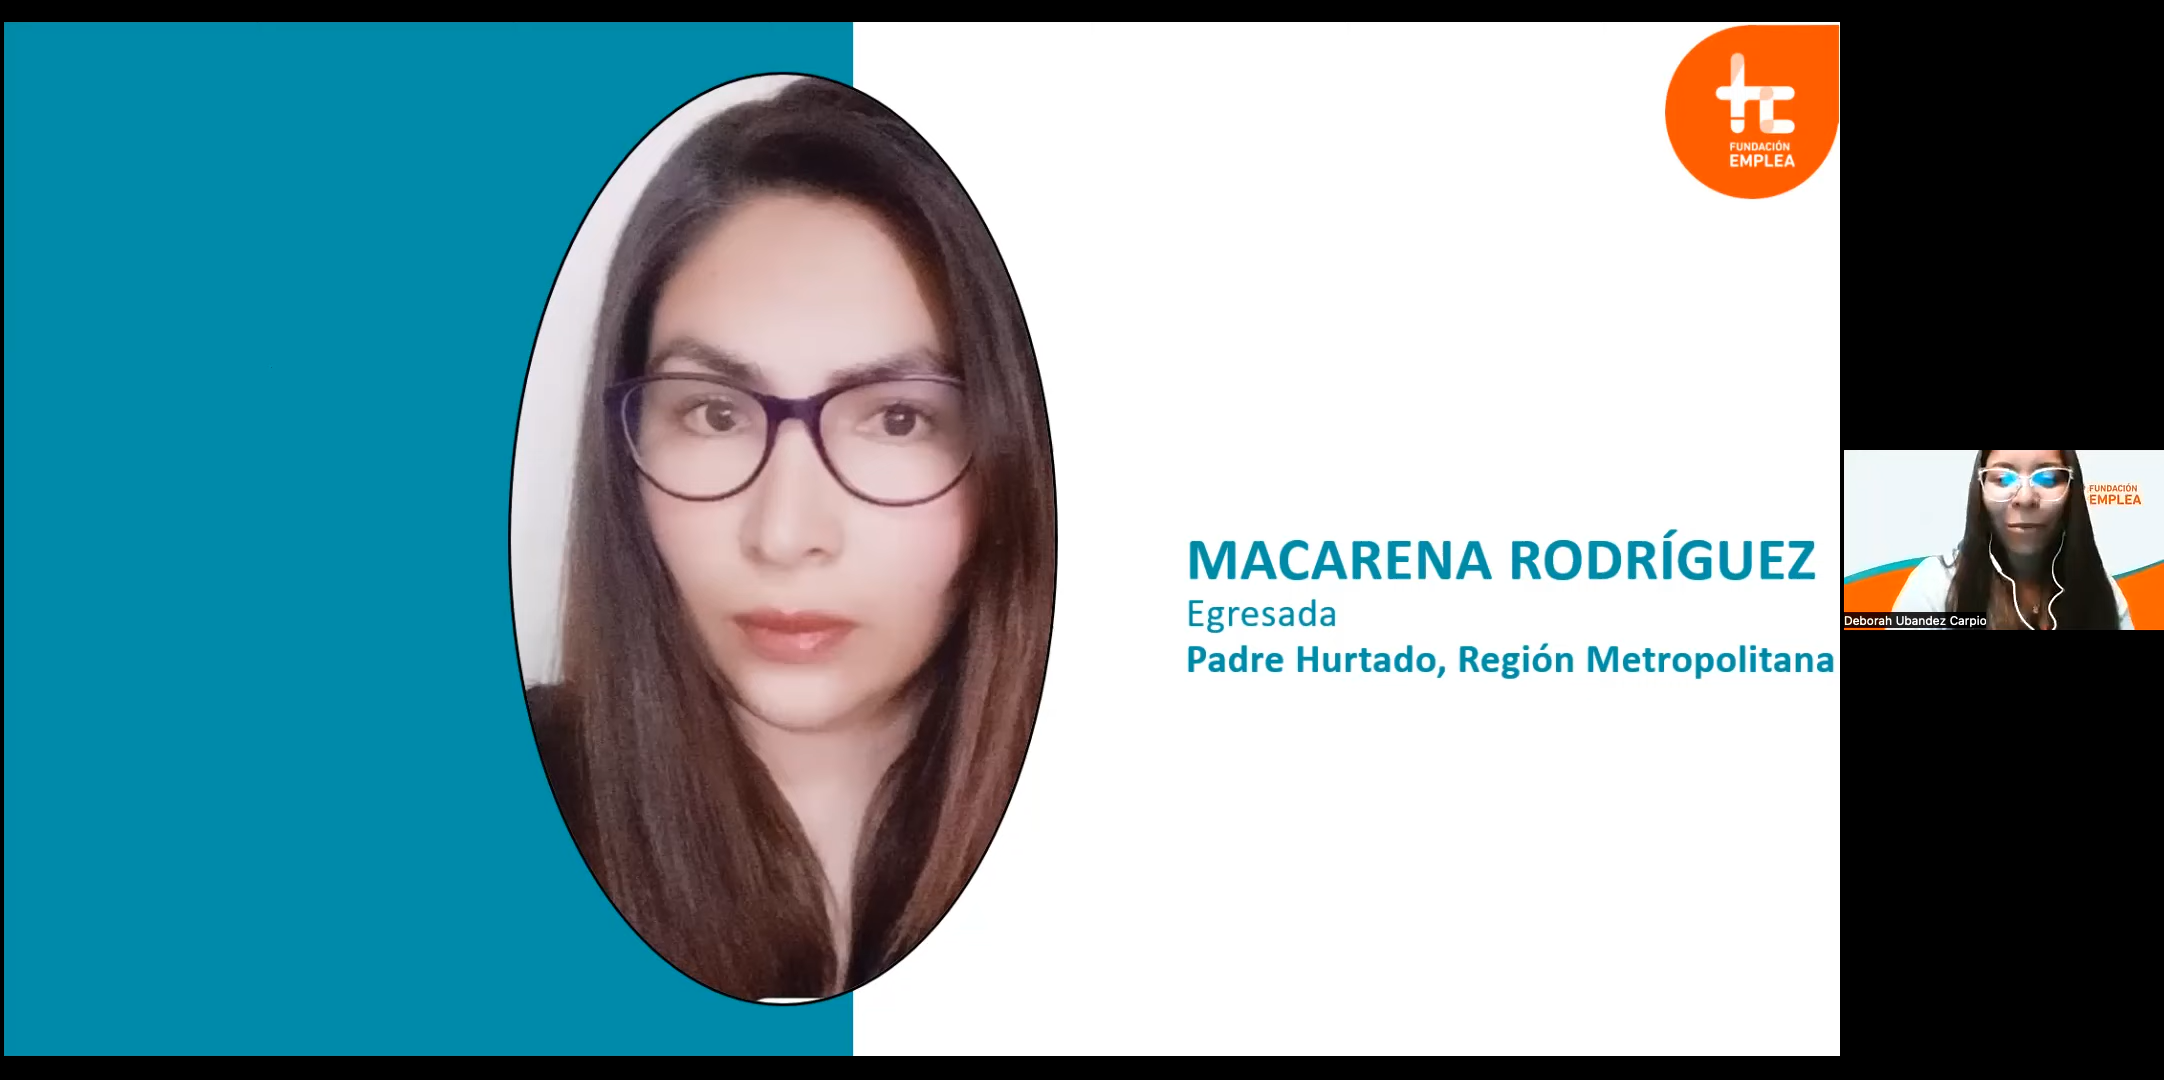 FUNDACIÓN
EMPLEA
MACARENA RODRÍGUEZ
Egresada
Padre Hurtado, Región Metropolitana
FUNDACIÓN
EMPLEA
Deborah Ubandez Carpio